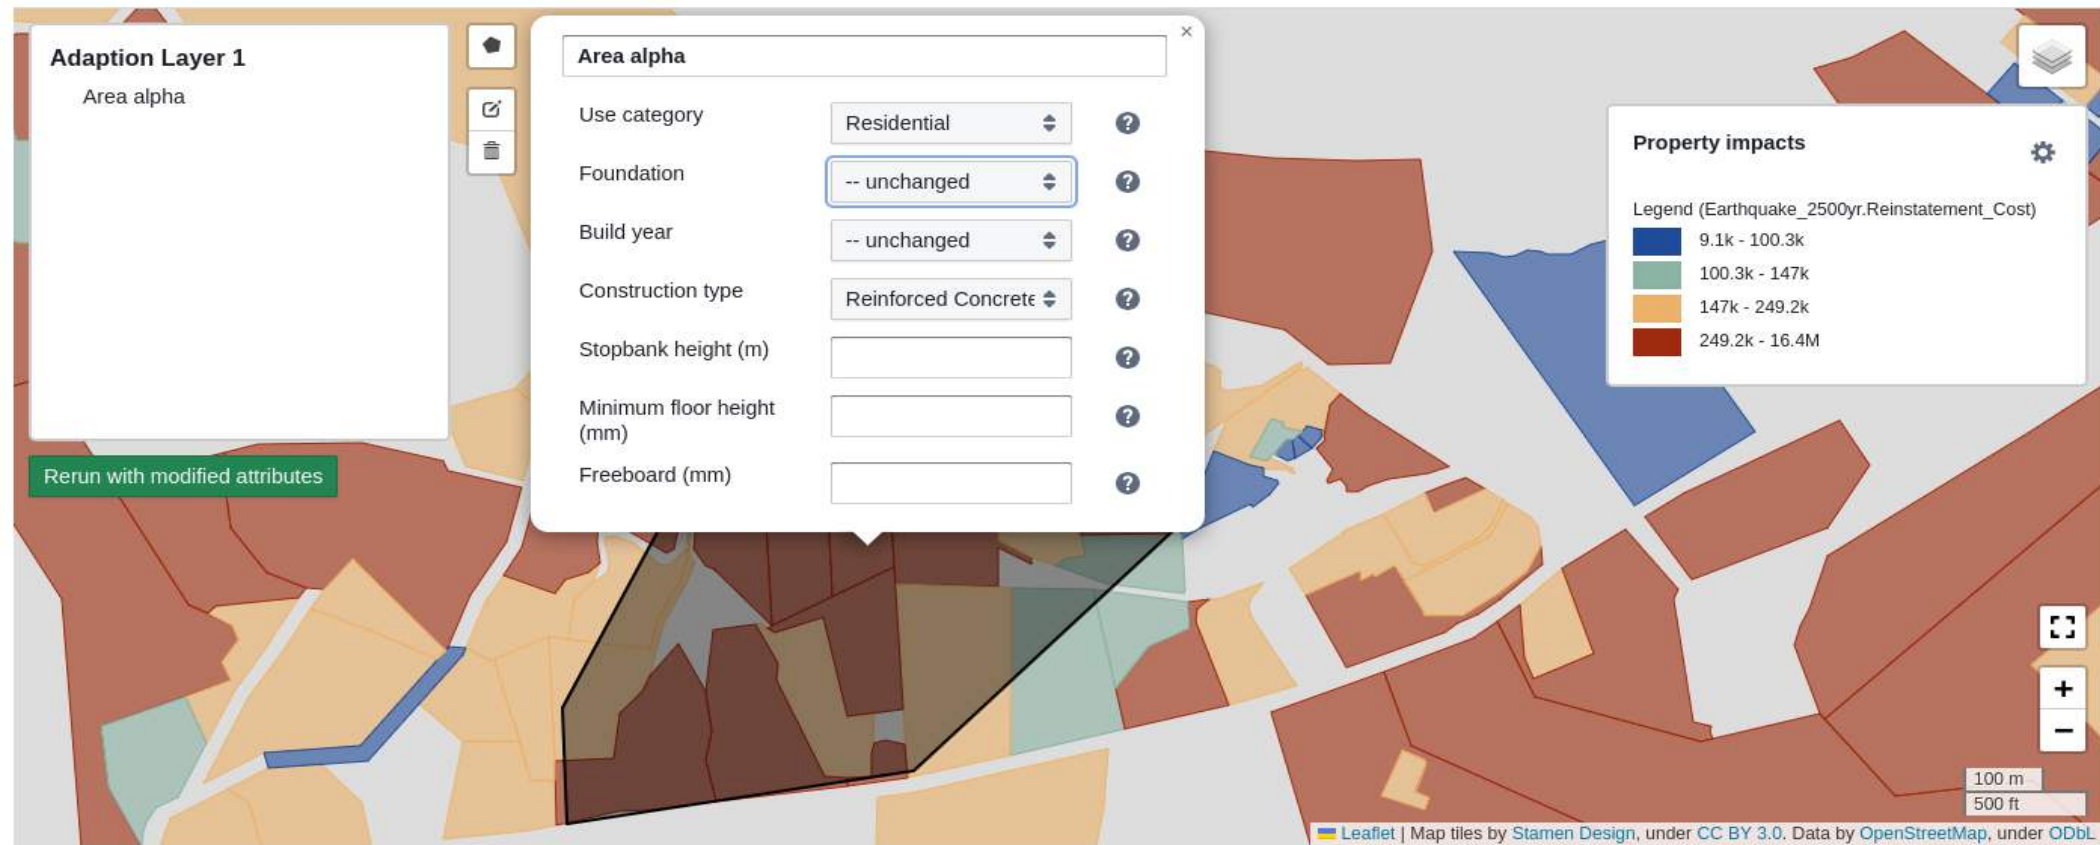 Adaption Layer 1
Area alpha
Rerun with modified attributes
×
Area alpha
Use category
Residential
Foundation
-- unchanged
Build year
-- unchanged
Construction type
Reinforced Concrete
Stopbank height (m)
Minimum floor height
(mm)
Freeboard (mm)
Property impacts
Legend (Earthquake_2500yr.Reinstatement_Cost)
9.1k - 100.3k
100.3k - 147k
147k - 249.2k
249.2k - 16.4M
+
−
100 m
500 ft
Leaflet | Map tiles by Stamen Design, under CC BY 3.0. Data by OpenStreetMap, under ODbL